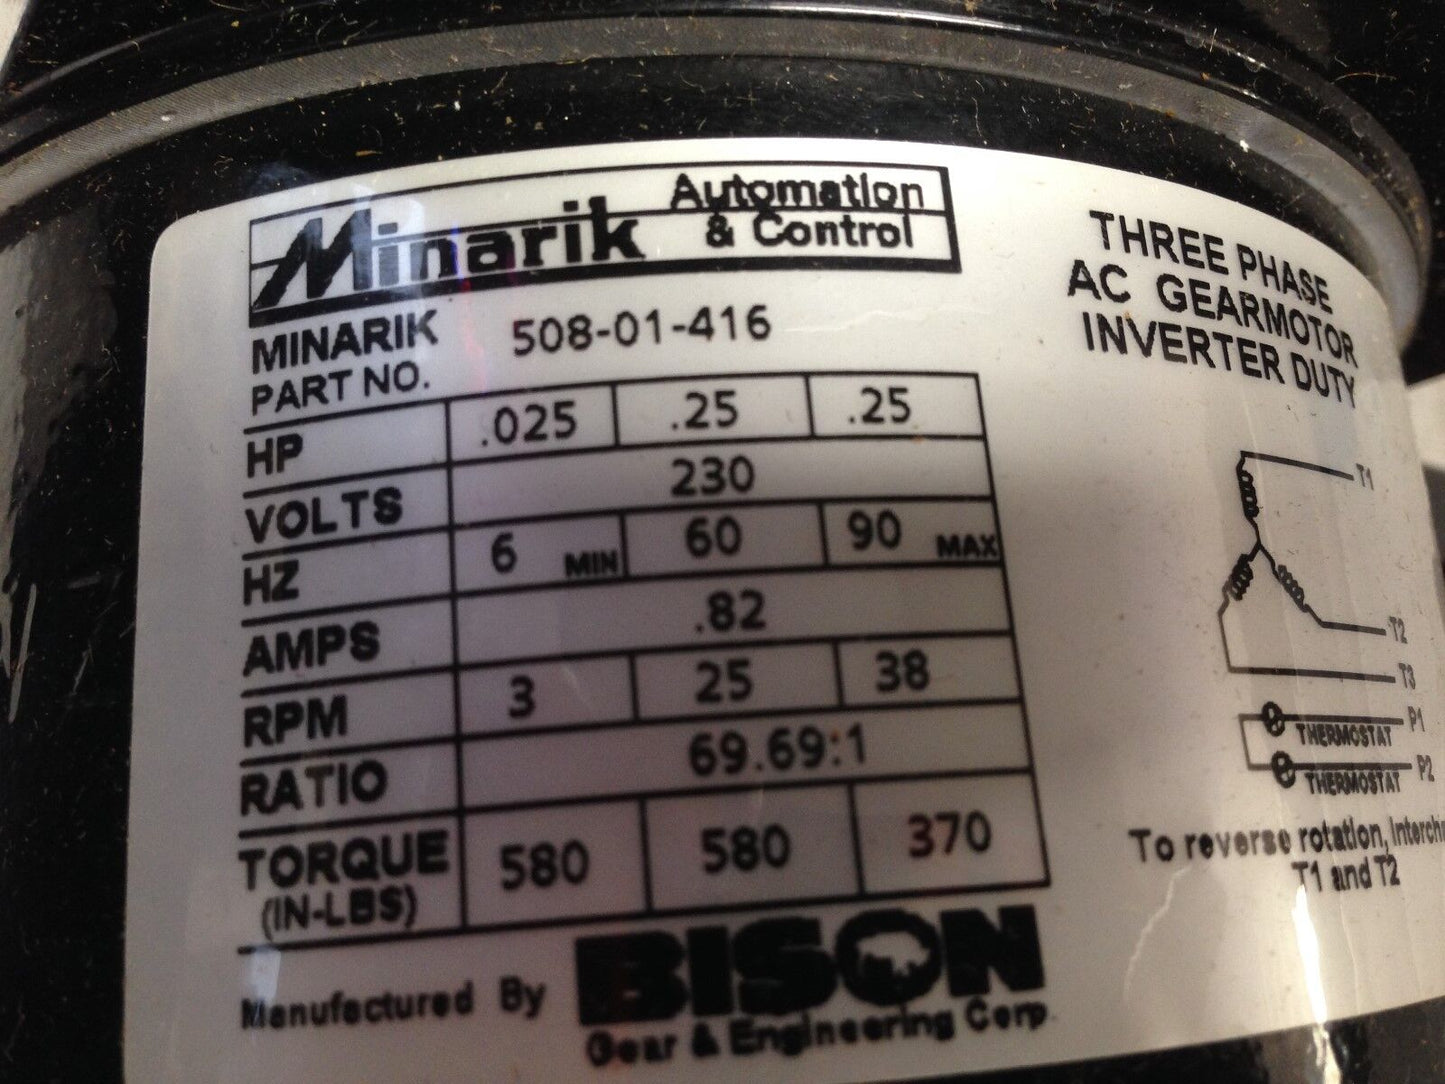 Minarik Automation
& Control
MINARIK
PART NO. 508-01-416
HP .025 .25 .25
VOLTS 230
HZ 6 MIN 60 90 MAX
AMPS .82
RPM 3 25 38
RATIO 69.69:1
TORQUE
(IN-LBS) 580 580 370
Manufactured By BISON
Gear & Engineering Corp
THREE PHASE
AC GEARMOTOR
INVERTER DUTY
T1
T2
T3
P1
THERMOSTAT
P2
THERMOSTAT
To reverse rotation, Interch
T1 and T2